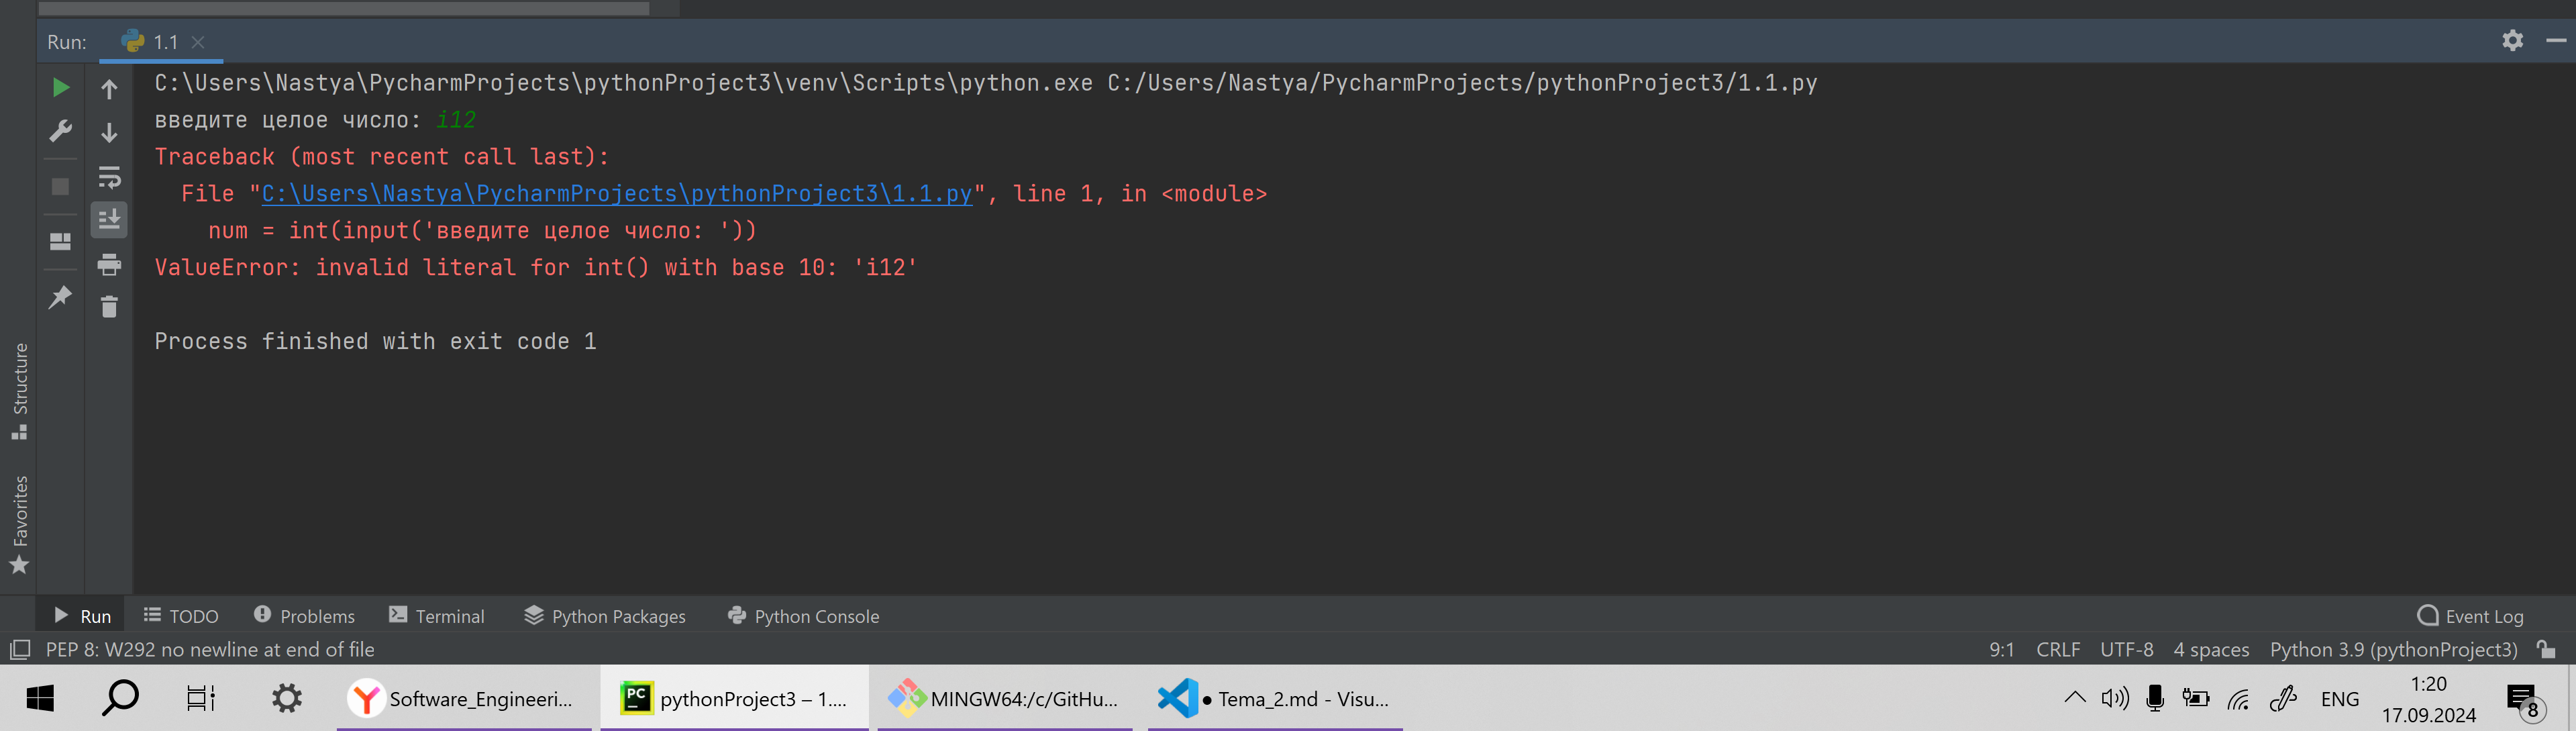 Run: 1.1
C:\Users\Nastya\PycharmProjects\pythonProject3\venv\Scripts\python.exe C:/Users/Nastya/PycharmProjects/pythonProject3/1.1.py
введите целое число: i12
Traceback (most recent call last):
  File "C:\Users\Nastya\PycharmProjects\pythonProject3\1.1.py", line 1, in <module>
    num = int(input('введите целое число: '))
ValueError: invalid literal for int() with base 10: 'i12'
Process finished with exit code 1
Structure
Favorites
Run TODO Problems Terminal Python Packages Python Console Event Log
PEP 8: W292 no newline at end of file 9:1 CRLF UTF-8 4 spaces Python 3.9 (pythonProject3)
Software_Engineeri... PC pythonProject3 – 1.... MINGW64:/c/GitHu... ● Tema_2.md - Visu... ENG 1:20
17.09.2024 8